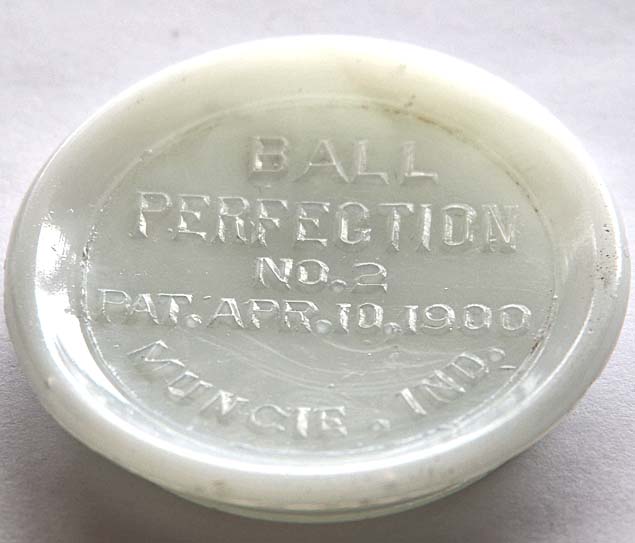 BALL
PERFECTION
NO. 2
PAT. APR. 10. 1900
MUNCIE. IND.